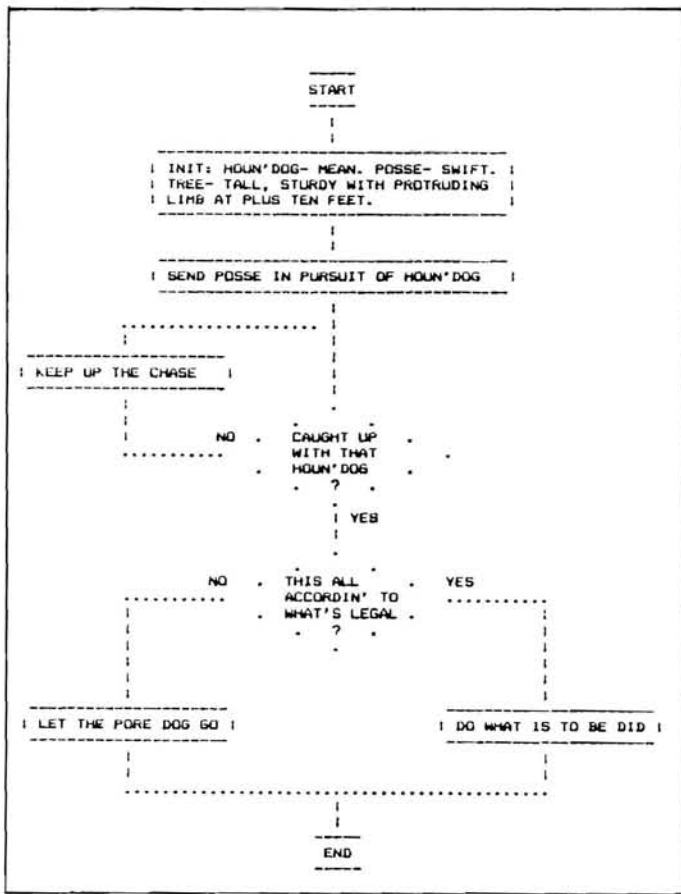 START
INIT: HOUN'DOG- MEAN. POSSE- SWIFT.
TREE- TALL, STURDY WITH PROTRUDING
LIMB AT PLUS TEN FEET.
SEND POSSE IN PURSUIT OF HOUN'DOG
KEEP UP THE CHASE
NO
CAUGHT UP
WITH THAT
HOUN'DOG
?
YES
NO
THIS ALL
ACCORDIN' TO
WHAT'S LEGAL
?
YES
LET THE PORE DOG GO
DO WHAT IS TO BE DID
END